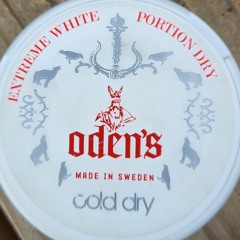 EXTREME WHITE PORTION DRY
oden's
MADE IN SWEDEN
cold dry